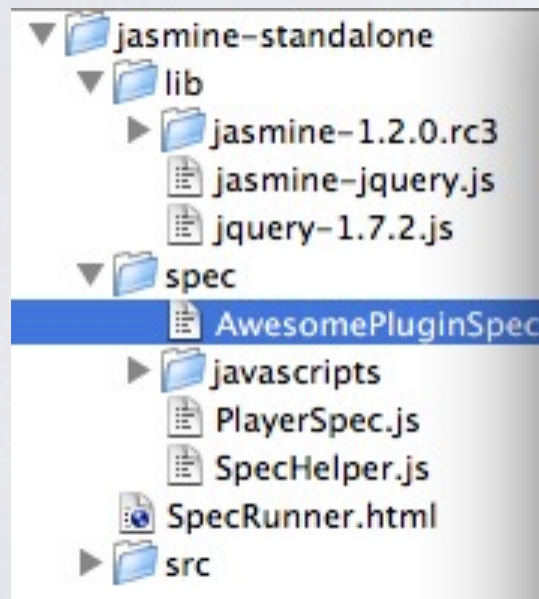 jasmine-standalone
lib
jasmine-1.2.0.rc3
jasmine-jquery.js
jquery-1.7.2.js
spec
AwesomePluginSpec
javascripts
PlayerSpec.js
SpecHelper.js
SpecRunner.html
src